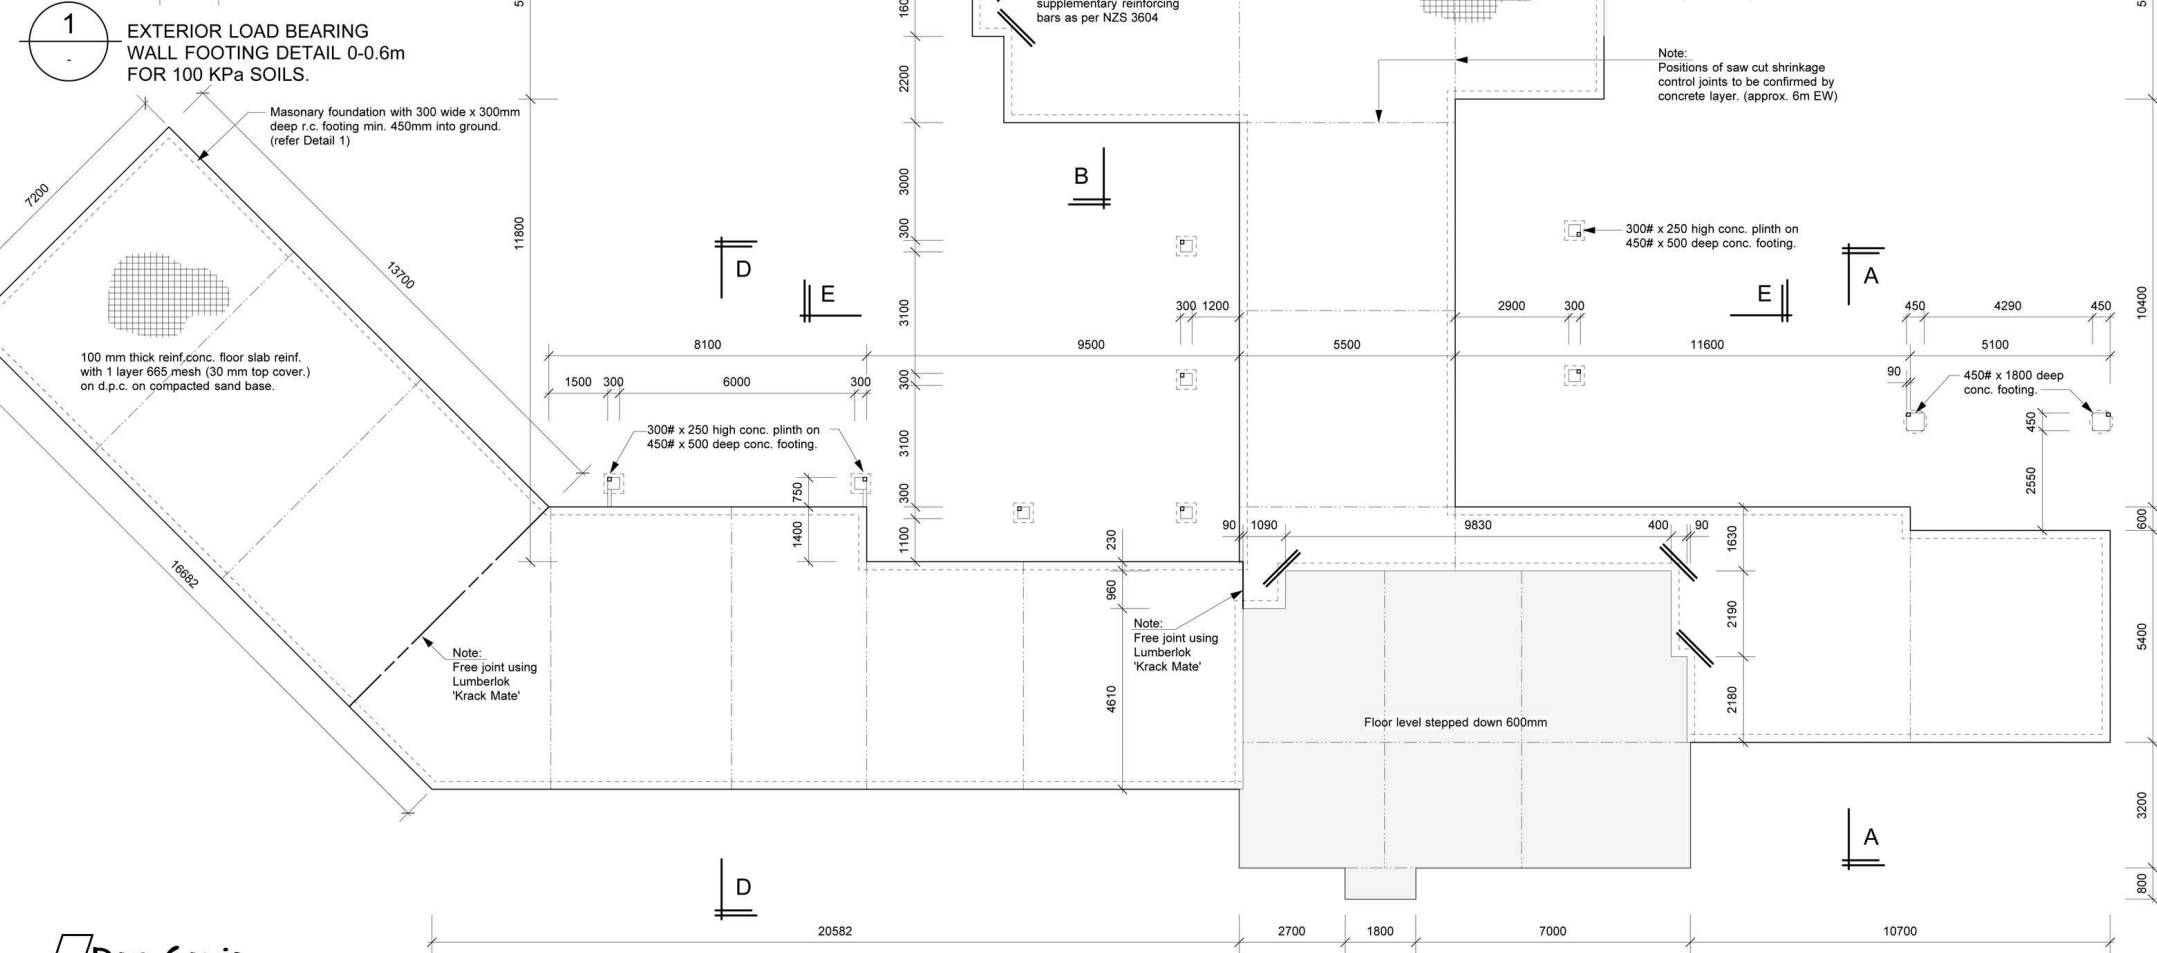 1
-
EXTERIOR LOAD BEARING
WALL FOOTING DETAIL 0-0.6m
FOR 100 KPa SOILS.
supplementary reinforcing
bars as per NZS 3604
Note:
Positions of saw cut shrinkage
control joints to be confirmed by
concrete layer. (approx. 6m EW)
Masonary foundation with 300 wide x 300mm
deep r.c. footing min. 450mm into ground.
(refer Detail 1)
7200
13700
16682
11800
2200
3000
300
3100
300
3100
300
1100
B
D
E
300# x 250 high conc. plinth on
450# x 500 deep conc. footing.
E
A
10400
300 1200
2900
300
450
4290
450
8100
9500
5500
11600
5100
100 mm thick reinf.conc. floor slab reinf.
with 1 layer 665 mesh (30 mm top cover.)
on d.p.c. on compacted sand base.
1500 300
6000
300
90
450# x 1800 deep
conc. footing.
450
2550
300# x 250 high conc. plinth on
450# x 500 deep conc. footing.
750
1400
230
960
4610
90
1090
9830
400
90
1630
2190
2180
600
5400
3200
800
Note:
Free joint using
Lumberlok
'Krack Mate'
Note:
Free joint using
Lumberlok
'Krack Mate'
Floor level stepped down 600mm
D
A
20582
2700
1800
7000
10700